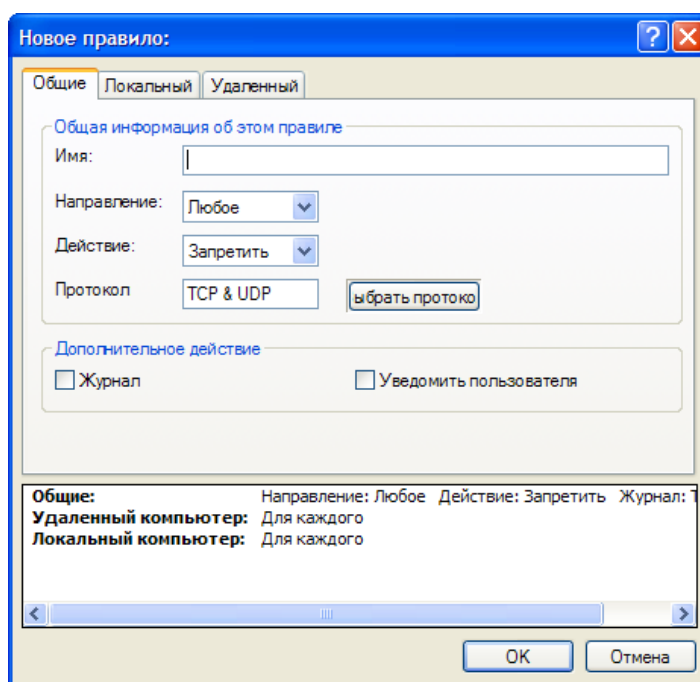 Новое правило:
Общие Локальный Удаленный
Общая информация об этом правиле
Имя:
Направление: Любое
Действие: Запретить
Протокол TCP & UDP ыбрать протоко
Дополнительное действие
Журнал Уведомить пользователя
Общие: Направление: Любое Действие: Запретить Журнал:
Удаленный компьютер: Для каждого
Локальный компьютер: Для каждого
OK Отмена